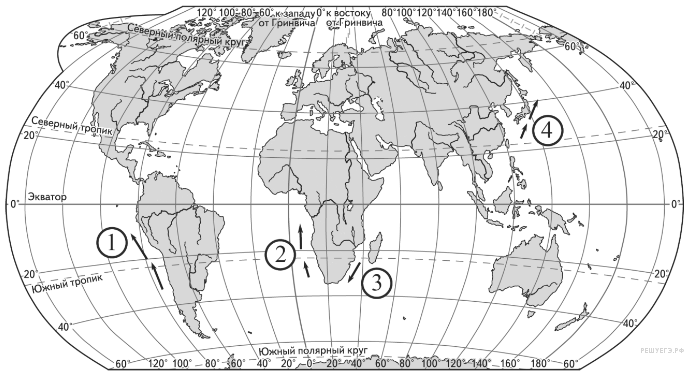 120° 100° 80° 60° к западу 0° к востоку 80° 100° 120° 140° 160° 180°
от Гринвича от Гринвича
Северный полярный круг
60° 60°
40° 40°
Северный тропик
20° 20°
4
Экватор
0° 0°
1
2
3
20° 20°
Южный тропик
40° 40°
РЕШУЕГЭ.РФ
Южный полярный круг
60° 120° 100° 80° 60° 40° 20° 0° 20° 40° 60° 80° 100° 120° 140° 160° 180° 60°